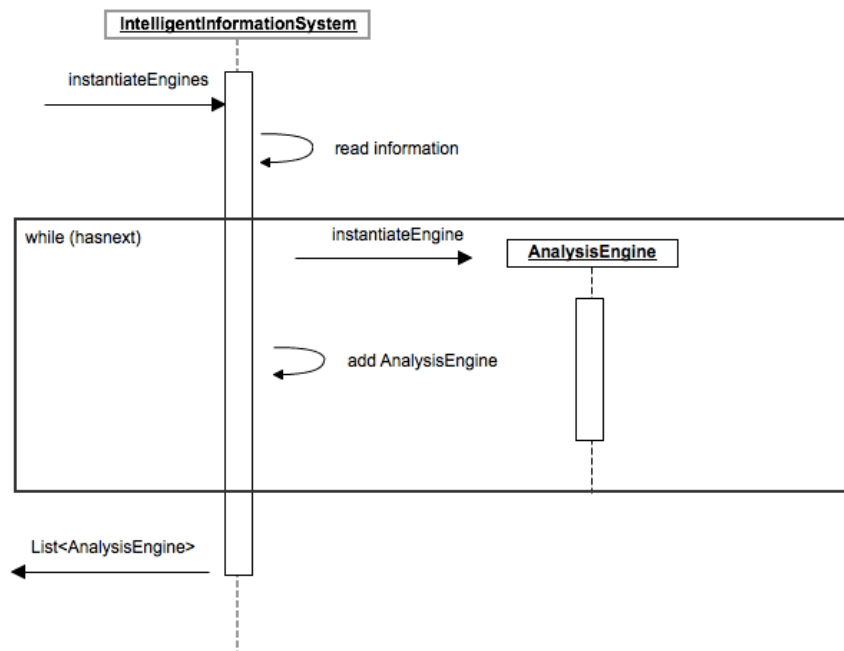 IntelligentInformationSystem
instantiateEngines
read information
while (hasnext)
instantiateEngine
AnalysisEngine
add AnalysisEngine
List<AnalysisEngine>